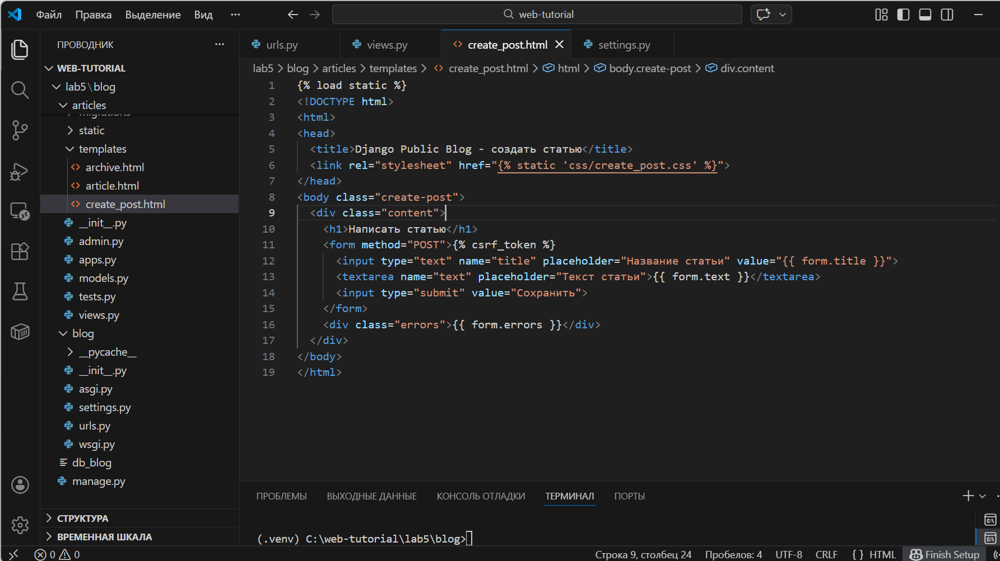 Файл Правка Выделение Вид ··· web-tutorial
ПРОВОДНИК ···
urls.py views.py create_post.html settings.py
lab5 > blog > articles > templates > create_post.html > html > body.create-post > div.content
WEB-TUTORIAL
lab5\blog
articles
migrations
static
templates
archive.html
article.html
create_post.html
__init__.py
admin.py
apps.py
models.py
tests.py
views.py
blog
__pycache__
__init__.py
asgi.py
settings.py
urls.py
wsgi.py
db_blog
manage.py
СТРУКТУРА
ВРЕМЕННАЯ ШКАЛА
1 {% load static %}
2 <!DOCTYPE html>
3 <html>
4 <head>
5 <title>Django Public Blog - создать статью</title>
6 <link rel="stylesheet" href="{% static 'css/create_post.css' %}">
7 </head>
8 <body class="create-post">
9 <div class="content">
10 <h1>Написать статью</h1>
11 <form method="POST">{% csrf_token %}
12 <input type="text" name="title" placeholder="Название статьи" value="{{ form.title }}">
13 <textarea name="text" placeholder="Текст статьи">{{ form.text }}</textarea>
14 <input type="submit" value="Сохранить">
15 </form>
16 <div class="errors">{{ form.errors }}</div>
17 </div>
18 </body>
19 </html>
ПРОБЛЕМЫ ВЫХОДНЫЕ ДАННЫЕ КОНСОЛЬ ОТЛАДКИ ТЕРМИНАЛ ПОРТЫ
(.venv) C:\web-tutorial\lab5\blog>
0 0 Строка 9, столбец 24 Пробелов: 4 UTF-8 CRLF { } HTML Finish Setup